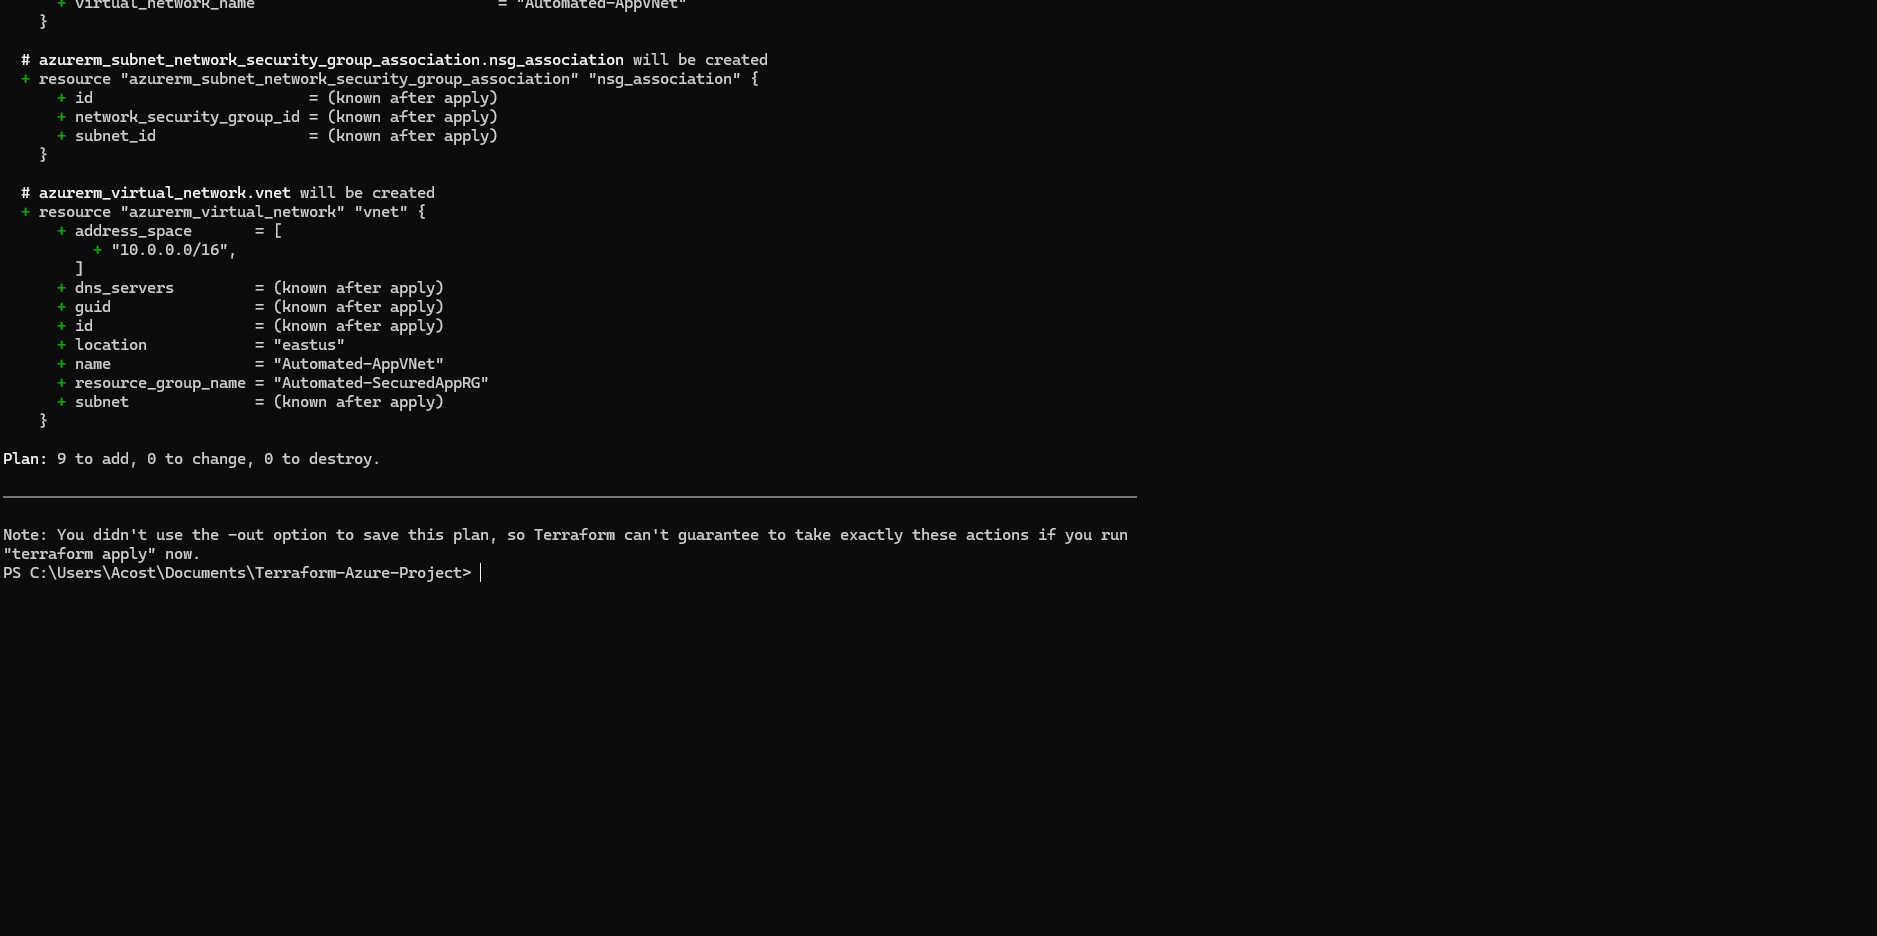 + virtual_network_name = "Automated-AppVNet"
}
# azurerm_subnet_network_security_group_association.nsg_association will be created
+ resource "azurerm_subnet_network_security_group_association" "nsg_association" {
+ id = (known after apply)
+ network_security_group_id = (known after apply)
+ subnet_id = (known after apply)
}
# azurerm_virtual_network.vnet will be created
+ resource "azurerm_virtual_network" "vnet" {
+ address_space = [
+ "10.0.0.0/16",
]
+ dns_servers = (known after apply)
+ guid = (known after apply)
+ id = (known after apply)
+ location = "eastus"
+ name = "Automated-AppVNet"
+ resource_group_name = "Automated-SecuredAppRG"
+ subnet = (known after apply)
}
Plan: 9 to add, 0 to change, 0 to destroy.
Note: You didn't use the -out option to save this plan, so Terraform can't guarantee to take exactly these actions if you run
"terraform apply" now.
PS C:\Users\Acost\Documents\Terraform-Azure-Project>